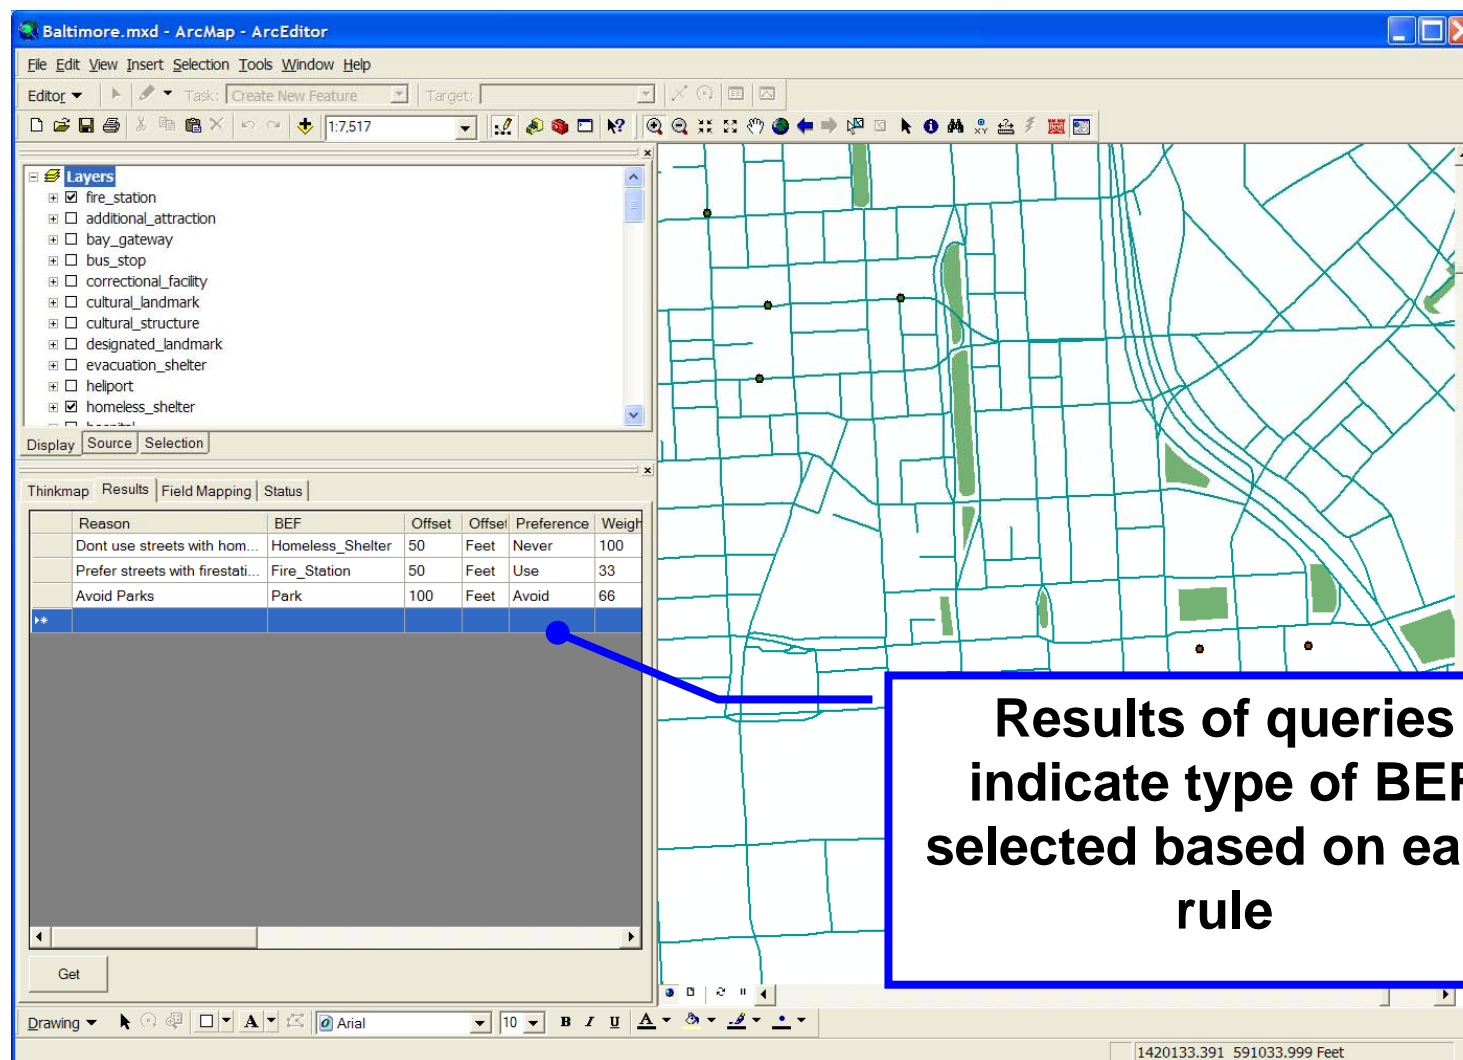 Baltimore.mxd - ArcMap - ArcEditor
File Edit View Insert Selection Tools Window Help
Editor Task: Create New Feature Target:
1:7,517
Layers
fire_station
additional_attraction
bay_gateway
bus_stop
correctional_facility
cultural_landmark
cultural_structure
designated_landmark
evacuation_shelter
heliport
homeless_shelter
Display Source Selection
Thinkmap Results Field Mapping Status
Reason BEF Offset Offset Preference Weigh
Dont use streets with hom... Homeless_Shelter 50 Feet Never 100
Prefer streets with firestati... Fire_Station 50 Feet Use 33
Avoid Parks Park 100 Feet Avoid 66
Results of queries
indicate type of BEF
selected based on ea
rule
Get
Drawing A Arial 10 B I U A
1420133.391 591033.999 Feet